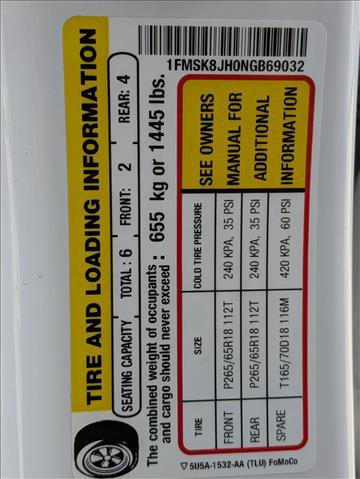 1FMSK8JH0NGB69032
TIRE AND LOADING INFORMATION
SEATING CAPACITY TOTAL: 6 FRONT: 2 REAR: 4
The combined weight of occupants
and cargo should never exceed: 655 kg or 1445 lbs.
TIRE SIZE COLD TIRE PRESSURE SEE OWNERS
FRONT P265/65R18 112T 240 KPA, 35 PSI MANUAL FOR
REAR P265/65R18 112T 240 KPA, 35 PSI ADDITIONAL
SPARE T165/70D18 116M 420 KPA, 60 PSI INFORMATION
▽ 5U5A-1532-AA (TLU) FoMoCo